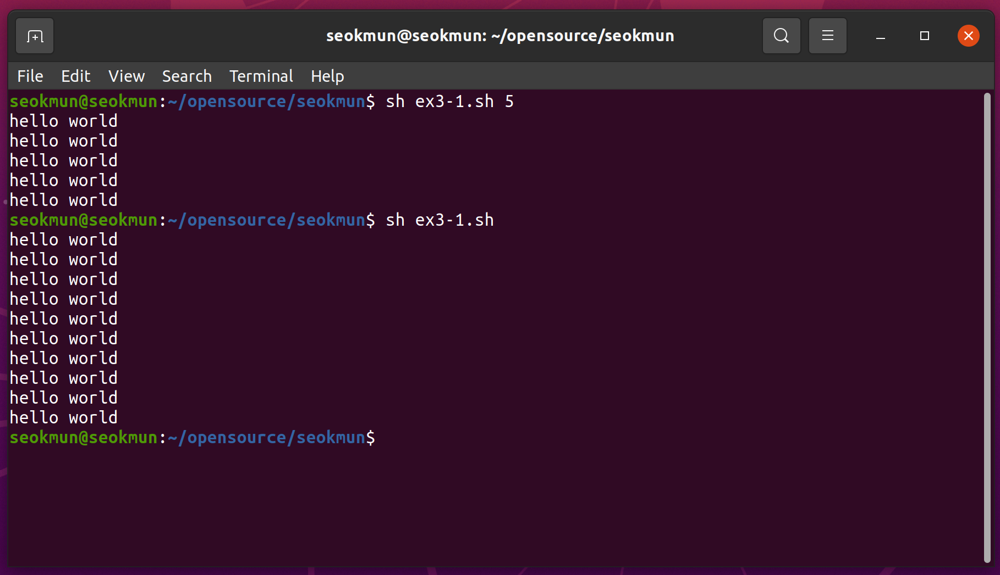 seokmun@seokmun: ~/opensource/seokmun
File Edit View Search Terminal Help
seokmun@seokmun:~/opensource/seokmun$ sh ex3-1.sh 5
hello world
hello world
hello world
hello world
hello world
seokmun@seokmun:~/opensource/seokmun$ sh ex3-1.sh
hello world
hello world
hello world
hello world
hello world
hello world
hello world
hello world
hello world
hello world
seokmun@seokmun:~/opensource/seokmun$